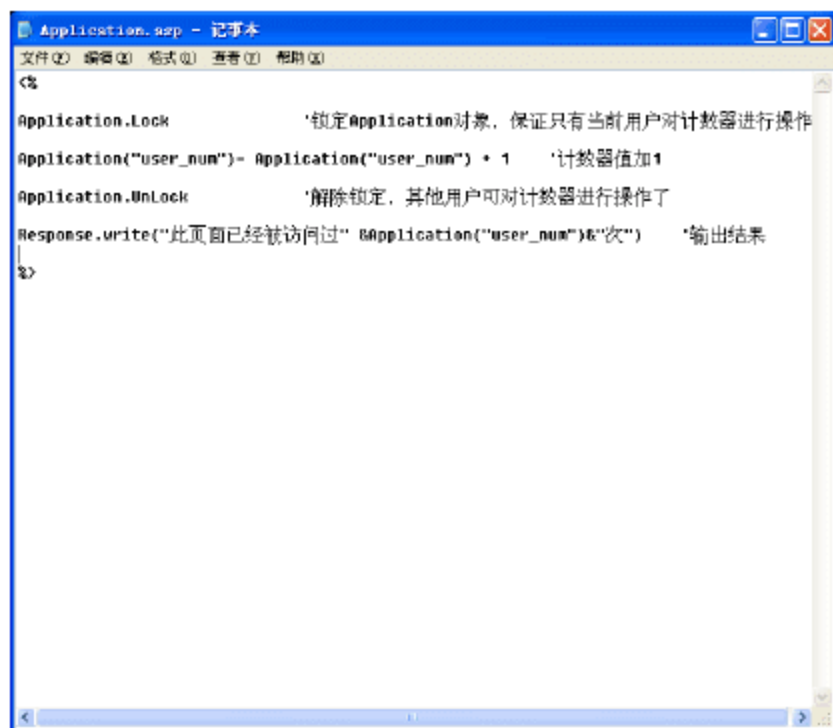 Application.asp - 记事本
文件(F) 编辑(E) 格式(O) 查看(V) 帮助(H)
<%
Application.Lock '锁定Application对象，保证只有当前用户对计数器进行操作
Application("user_num")= Application("user_num") + 1 '计数器值加1
Application.UnLock '解除锁定，其他用户可对计数器进行操作了
Response.write("此页面已经被访问过" &Application("user_num")&"次") '输出结果
%>